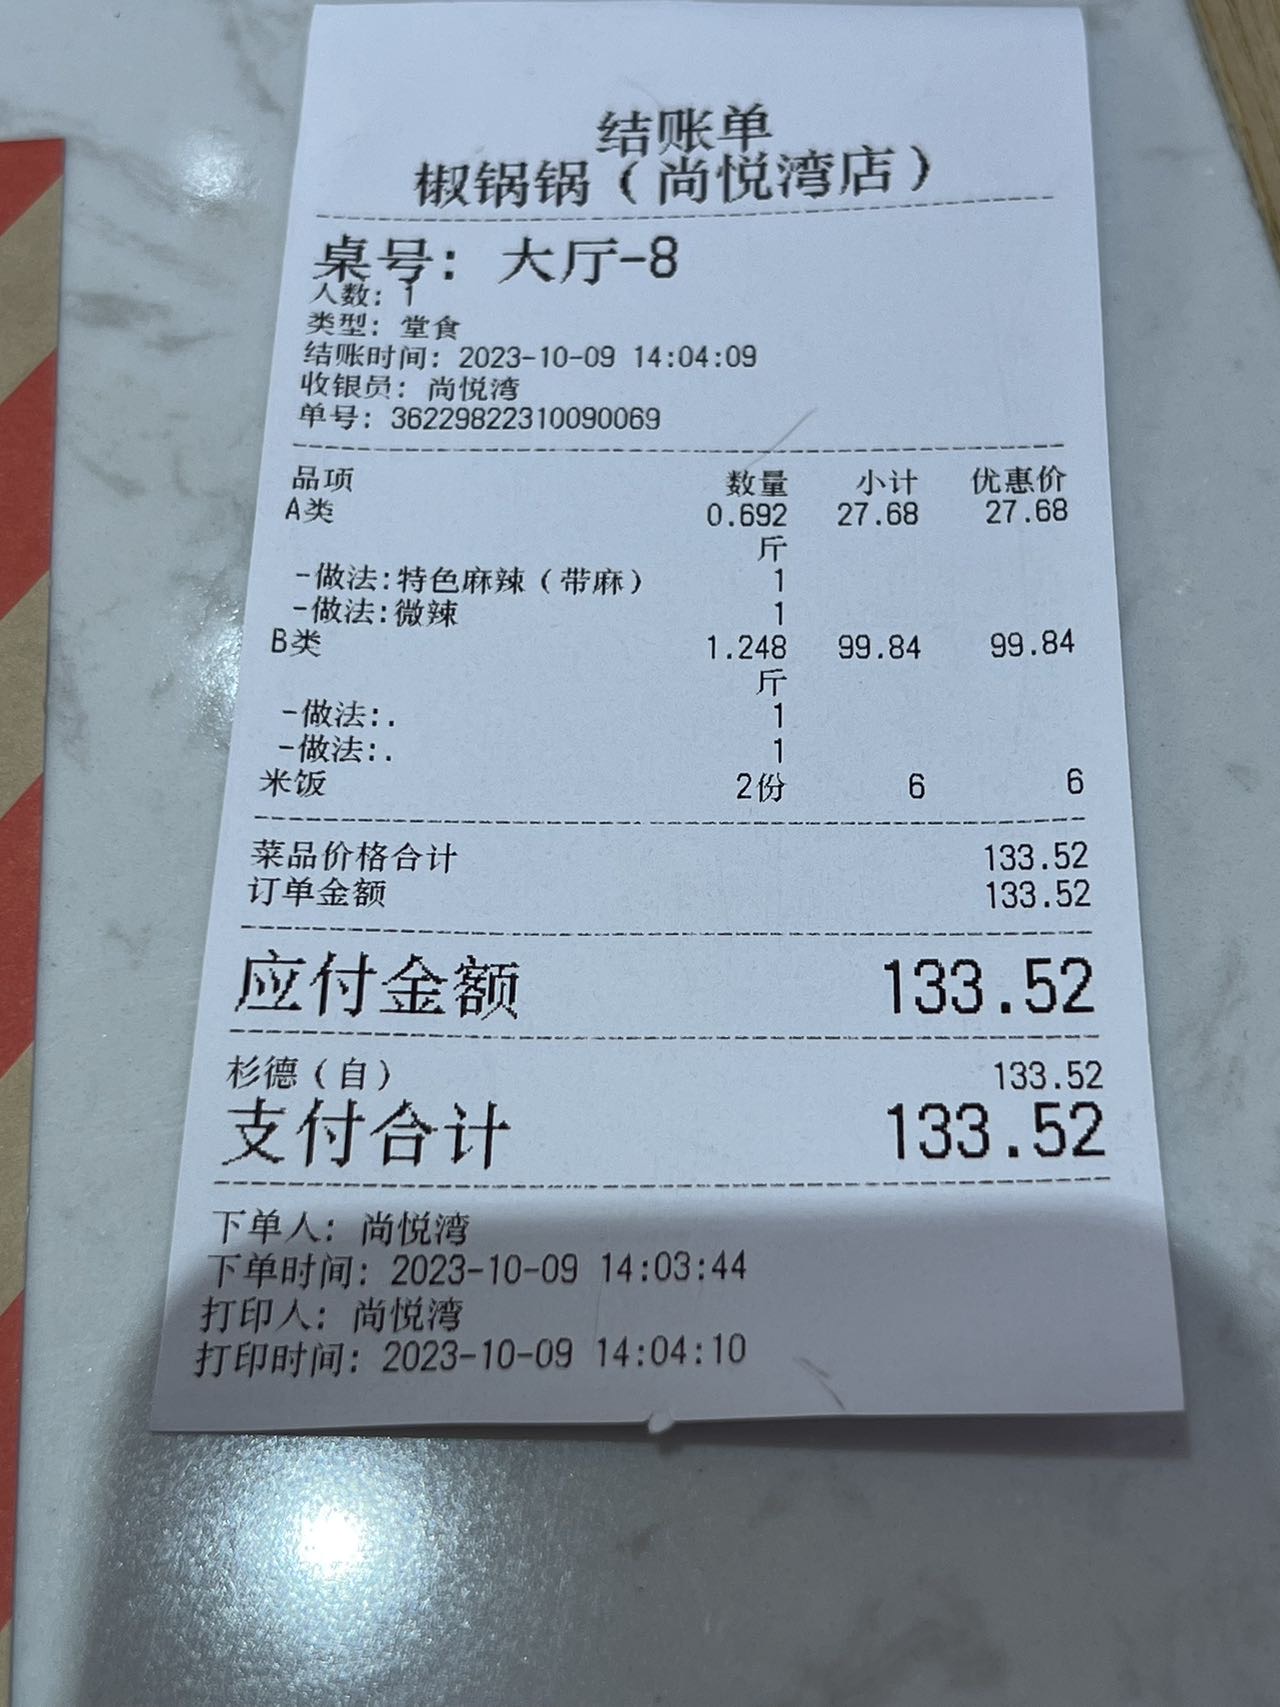 结账单
椒锅锅（尚悦湾店）
桌号：大厅-8
人数：1
类型：堂食
结账时间：2023-10-09 14:04:09
收银员：尚悦湾
单号：36229822310090069
品项 数量 小计 优惠价
A类 0.692 27.68 27.68
斤
-做法:特色麻辣（带麻） 1
-做法:微辣 1
B类 1.248 99.84 99.84
斤
-做法:. 1
-做法:. 1
米饭 2份 6 6
菜品价格合计 133.52
订单金额 133.52
应付金额 133.52
杉德（自） 133.52
支付合计 133.52
下单人：尚悦湾
下单时间：2023-10-09 14:03:44
打印人：尚悦湾
打印时间：2023-10-09 14:04:10